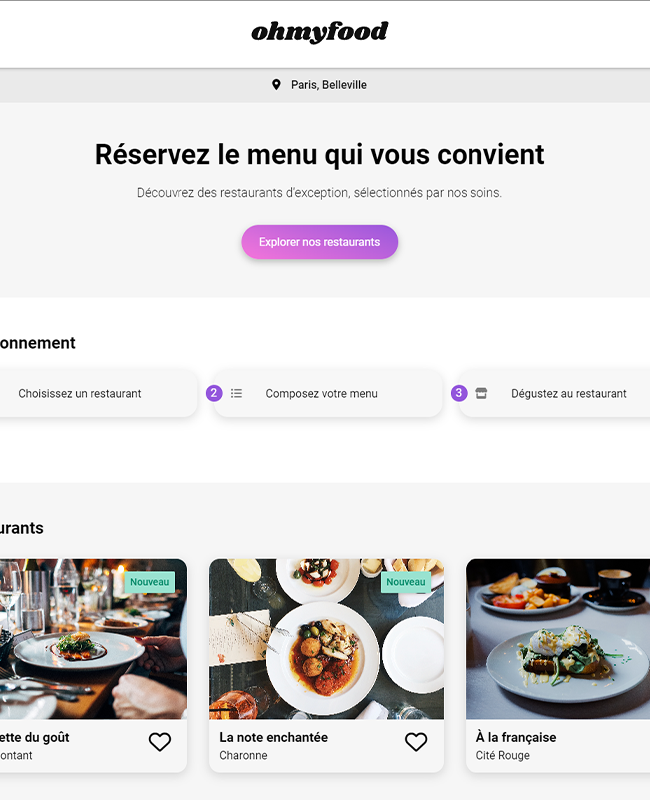 ohmyfood
Paris, Belleville
Réservez le menu qui vous convient
Découvrez des restaurants d'exception, sélectionnés par nos soins.
Explorer nos restaurants
onnement
Choisissez un restaurant
2 Composez votre menu
3 Dégustez au restaurant
urants
Nouveau
Nouveau
ette du goût
ontant
La note enchantée
Charonne
À la française
Cité Rouge